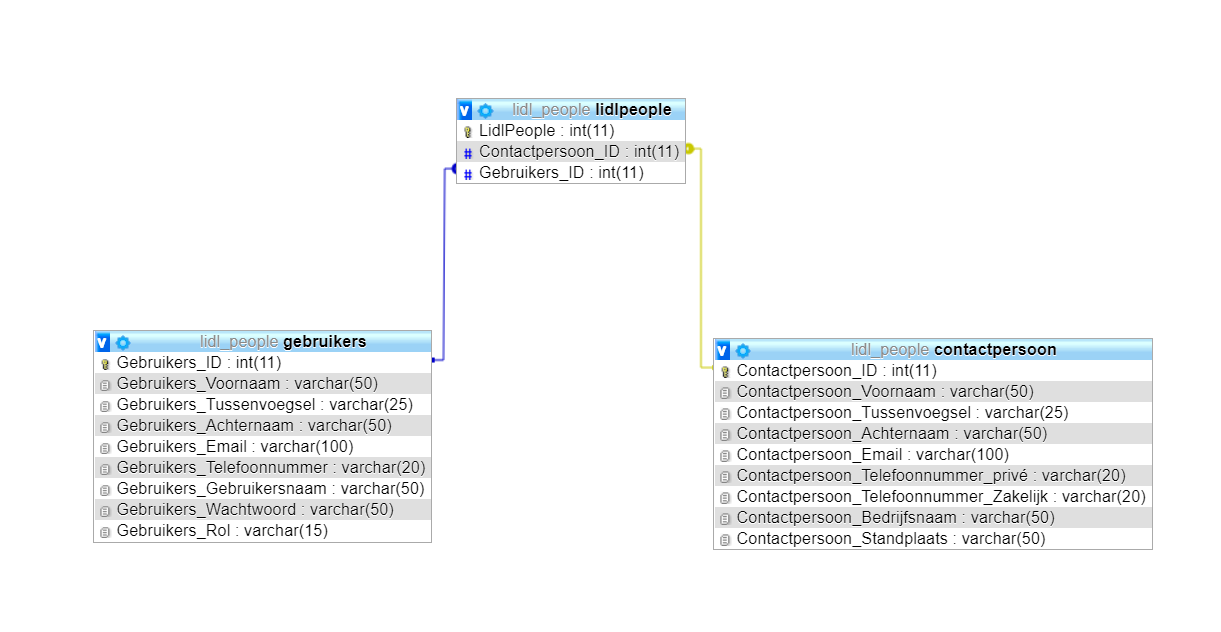 lidl_people lidlpeople
LidlPeople : int(11)
# Contactpersoon_ID : int(11)
# Gebruikers_ID : int(11)
lidl_people gebruikers
Gebruikers_ID : int(11)
Gebruikers_Voornaam : varchar(50)
Gebruikers_Tussenvoegsel : varchar(25)
Gebruikers_Achternaam : varchar(50)
Gebruikers_Email : varchar(100)
Gebruikers_Telefoonnummer : varchar(20)
Gebruikers_Gebruikersnaam : varchar(50)
Gebruikers_Wachtwoord : varchar(50)
Gebruikers_Rol : varchar(15)
lidl_people contactpersoon
Contactpersoon_ID : int(11)
Contactpersoon_Voornaam : varchar(50)
Contactpersoon_Tussenvoegsel : varchar(25)
Contactpersoon_Achternaam : varchar(50)
Contactpersoon_Email : varchar(100)
Contactpersoon_Telefoonnummer_privé : varchar(20)
Contactpersoon_Telefoonnummer_Zakelijk : varchar(20)
Contactpersoon_Bedrijfsnaam : varchar(50)
Contactpersoon_Standplaats : varchar(50)